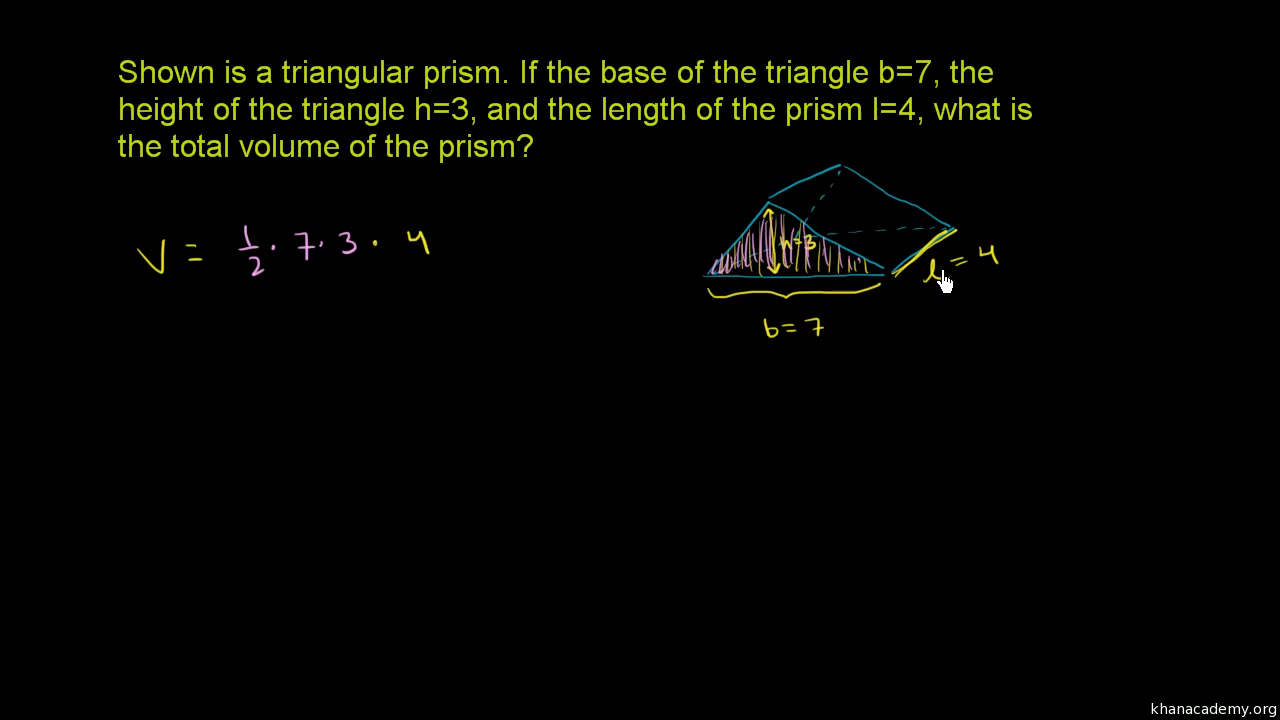 Shown is a triangular prism. If the base of the triangle b=7, the
height of the triangle h=3, and the length of the prism l=4, what is
the total volume of the prism?
V = 1/2 · 7 · 3 · 4
h=3
l = 4
b = 7
khanacademy.org